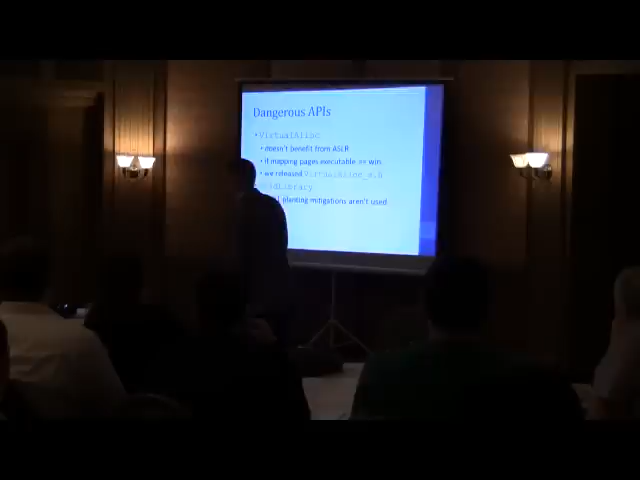 Dangerous APIs
• VirtualAlloc
• doesn't benefit from ASLR
• if mapping pages executable == win
• we released VirtualAlloc_s.h
planting mitigations aren't used